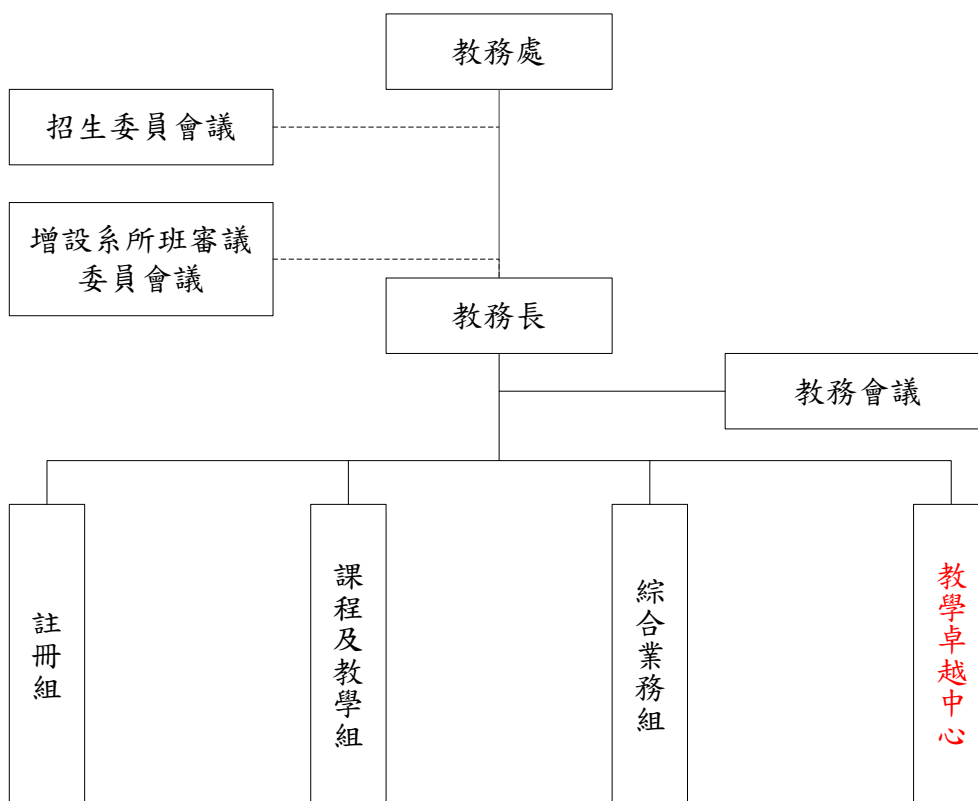 教務處
招生委員會議
增設系所班審議
委員會議
教務長
教務會議
註冊組
課程及教學組
綜合業務組
教學卓越中心